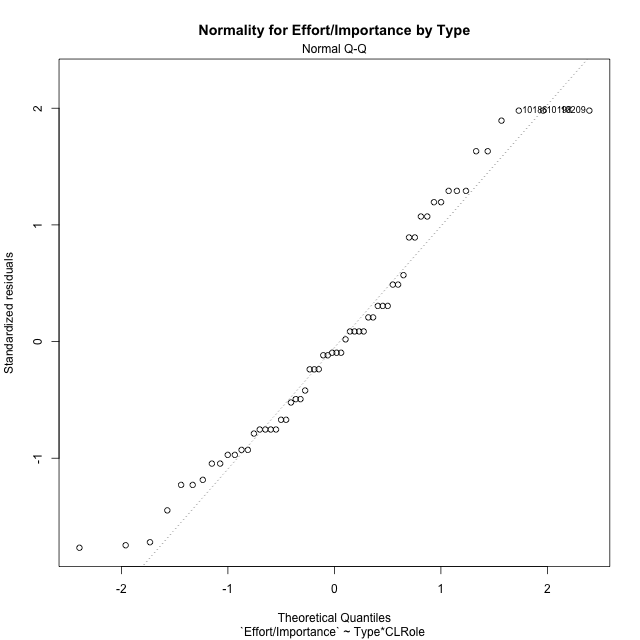 Normality for Effort/Importance by Type
Normal Q-Q
Standardized residuals
2
1
0
-1
10186
-2
-1
0
1
2
Theoretical Quantiles
`Effort/Importance` ~ Type*CLRole